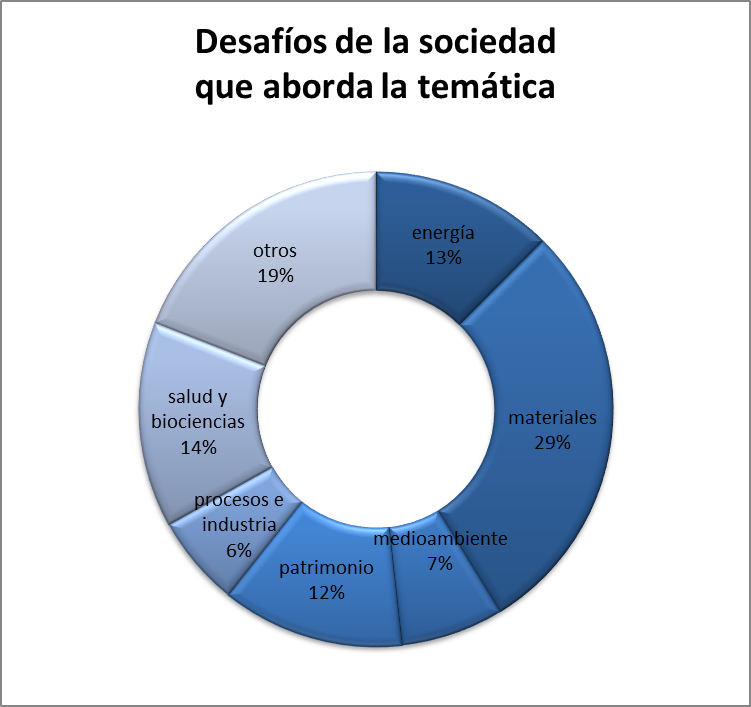 Desafíos de la sociedad
que aborda la temática
energía
13%
materiales
29%
medioambiente
7%
patrimonio
12%
procesos e
industria
6%
salud y
biociencias
14%
otros
19%